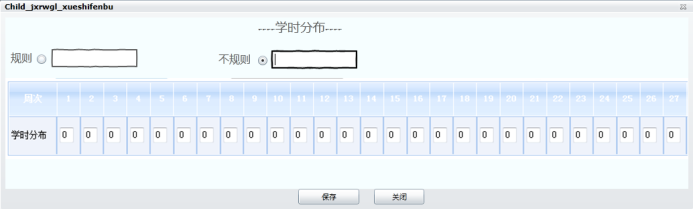 Child_jxrwgl_xueshifenbu
----学时分布----
规则 不规则
周次 1 2 3 4 5 6 7 8 9 10 11 12 13 14 15 16 17 18 19 20 21 22 23 24 25 26 27
学时分布 0 0 0 0 0 0 0 0 0 0 0 0 0 0 0 0 0 0 0 0 0 0 0 0 0 0 0
保存 关闭